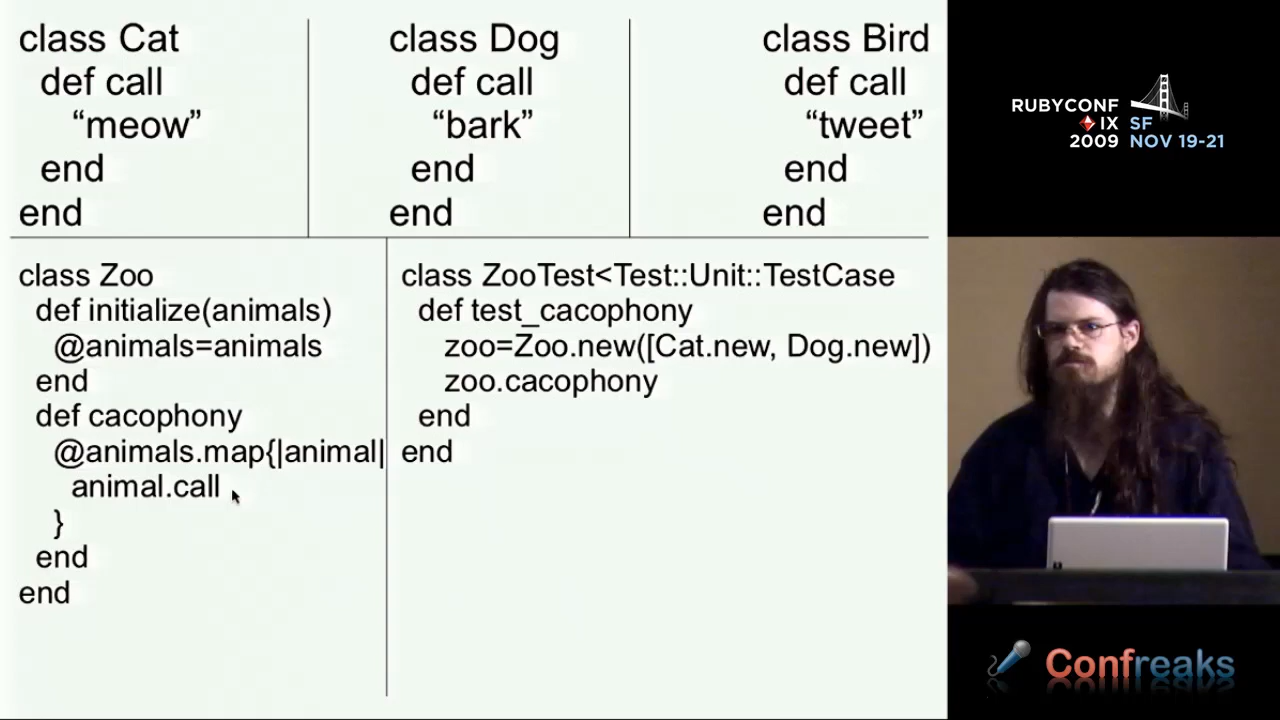 class Cat
def call
“meow”
end
end
class Dog
def call
“bark”
end
end
class Bird
def call
“tweet”
end
end
class Zoo
def initialize(animals)
@animals=animals
end
def cacophony
@animals.map{|animal|
animal.call
}
end
end
class ZooTest<Test::Unit::TestCase
def test_cacophony
zoo=Zoo.new([Cat.new, Dog.new])
zoo.cacophony
end
end
RUBYCONF
IX SF
2009 NOV 19-21
Confreaks